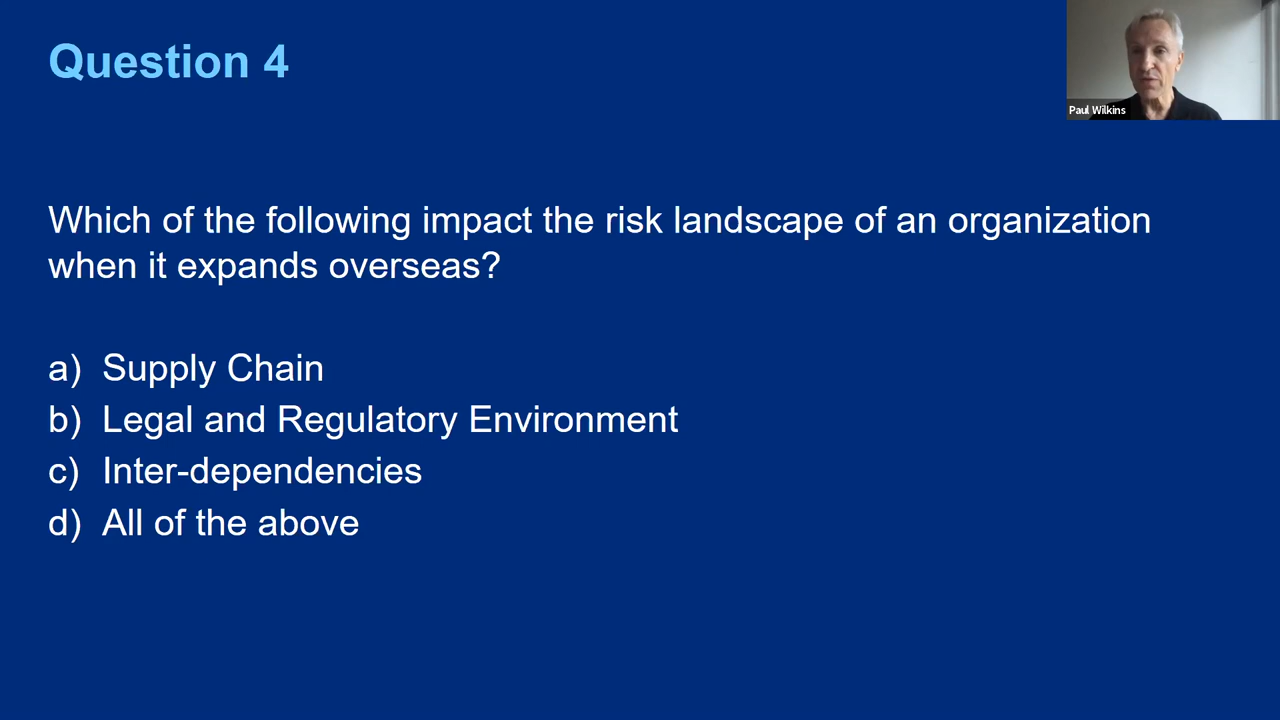 Question 4
Paul Wilkins
Which of the following impact the risk landscape of an organization
when it expands overseas?
a) Supply Chain
b) Legal and Regulatory Environment
c) Inter-dependencies
d) All of the above